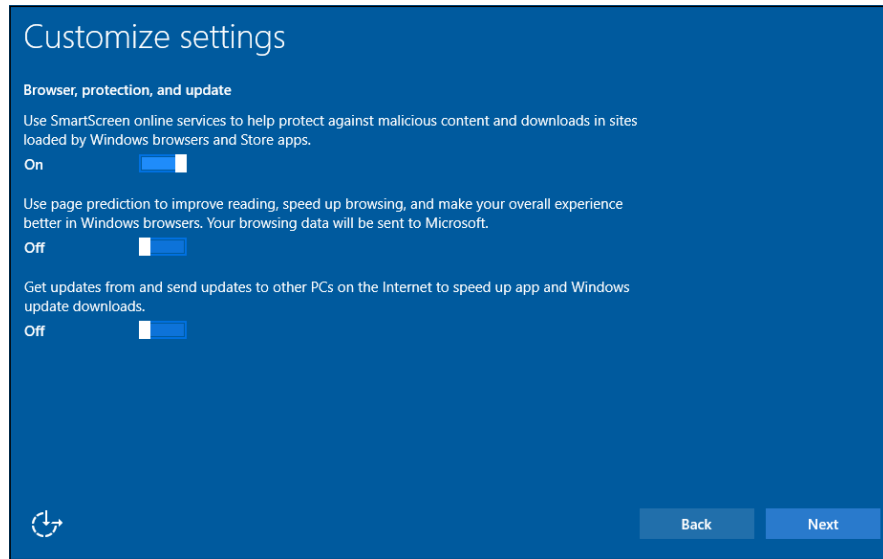 Customize settings
Browser, protection, and update
Use SmartScreen online services to help protect against malicious content and downloads in sites
loaded by Windows browsers and Store apps.
On
Use page prediction to improve reading, speed up browsing, and make your overall experience
better in Windows browsers. Your browsing data will be sent to Microsoft.
Off
Get updates from and send updates to other PCs on the Internet to speed up app and Windows
update downloads.
Off
Back Next